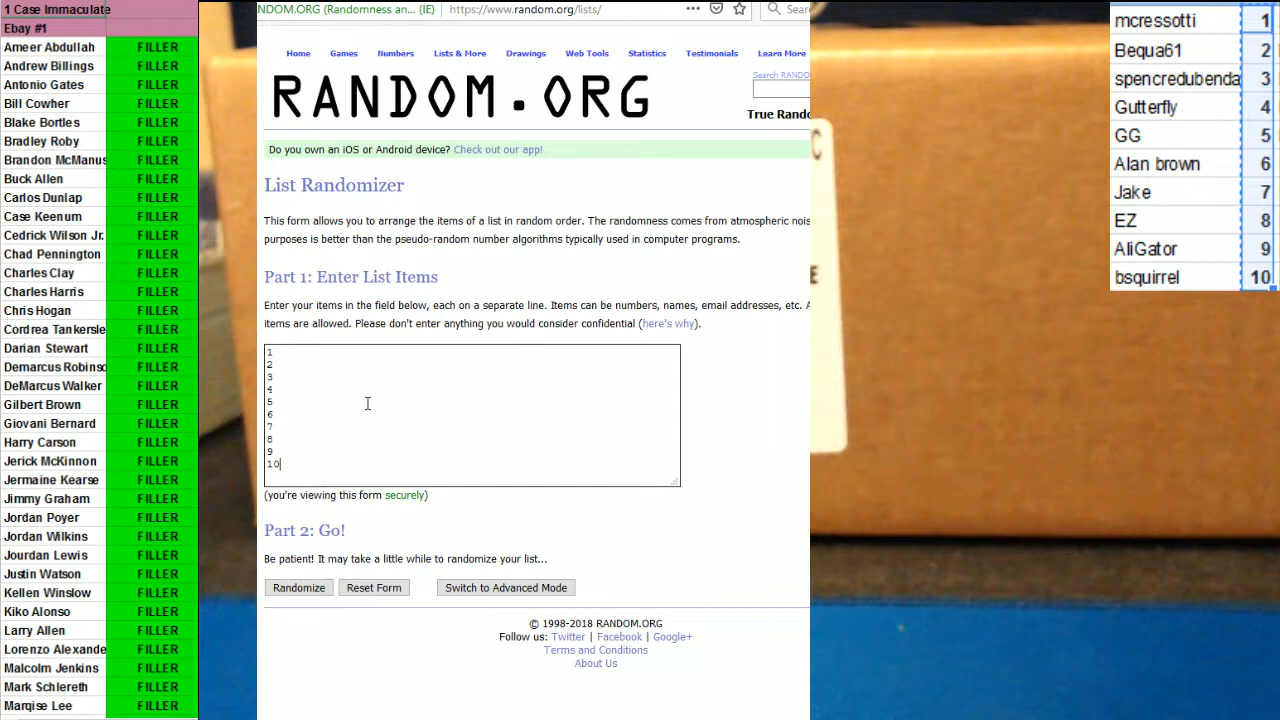 1 Case Immaculate
Ebay #1
Ameer Abdullah FILLER
Andrew Billings FILLER
Antonio Gates FILLER
Bill Cowher FILLER
Blake Bortles FILLER
Bradley Roby FILLER
Brandon McManus FILLER
Buck Allen FILLER
Carlos Dunlap FILLER
Case Keenum FILLER
Cedrick Wilson Jr. FILLER
Chad Pennington FILLER
Charles Clay FILLER
Charles Harris FILLER
Chris Hogan FILLER
Cordrea Tankersle FILLER
Darian Stewart FILLER
Demarcus Robinso FILLER
DeMarcus Walker FILLER
Gilbert Brown FILLER
Giovani Bernard FILLER
Harry Carson FILLER
Jerick McKinnon FILLER
Jermaine Kearse FILLER
Jimmy Graham FILLER
Jordan Poyer FILLER
Jordan Wilkins FILLER
Jourdan Lewis FILLER
Justin Watson FILLER
Kellen Winslow FILLER
Kiko Alonso FILLER
Larry Allen FILLER
Lorenzo Alexande FILLER
Malcolm Jenkins FILLER
Mark Schlereth FILLER
Marqise Lee FILLER
NDOM.ORG (Randomness an... (IE) https://www.random.org/lists/ ••• Sear
Home Games Numbers Lists & More Drawings Web Tools Statistics Testimonials Learn More
Search RANDO
RANDOM.ORG
True Rando
Do you own an iOS or Android device? Check out our app!
List Randomizer
This form allows you to arrange the items of a list in random order. The randomness comes from atmospheric nois
purposes is better than the pseudo-random number algorithms typically used in computer programs.
Part 1: Enter List Items
Enter your items in the field below, each on a separate line. Items can be numbers, names, email addresses, etc. A
items are allowed. Please don't enter anything you would consider confidential (here's why).
1
2
3
4
5
6
7
8
9
10
(you're viewing this form securely)
Part 2: Go!
Be patient! It may take a little while to randomize your list...
Randomize Reset Form Switch to Advanced Mode
© 1998-2018 RANDOM.ORG
Follow us: Twitter | Facebook | Google+
Terms and Conditions
About Us
mcressotti 1
Bequa61 2
spencredubenda 3
Gutterfly 4
GG 5
Alan brown 6
Jake 7
EZ 8
AliGator 9
bsquirrel 10
C
E